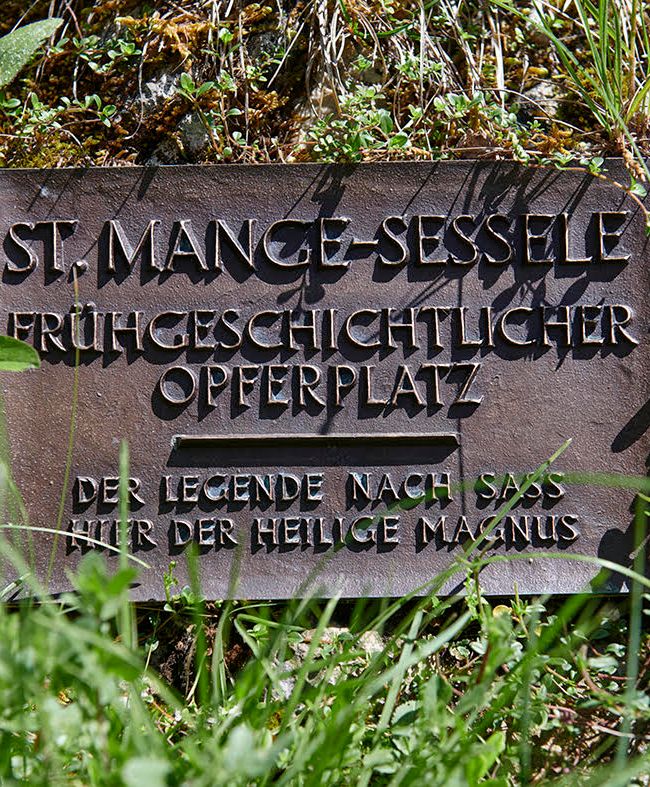 ST. MANGE-SESSELE
FRÜHGESCHICHTLICHER
OPFERPLATZ
DER LEGENDE NACH SASS
HIER DER HEILIGE MAGNUS